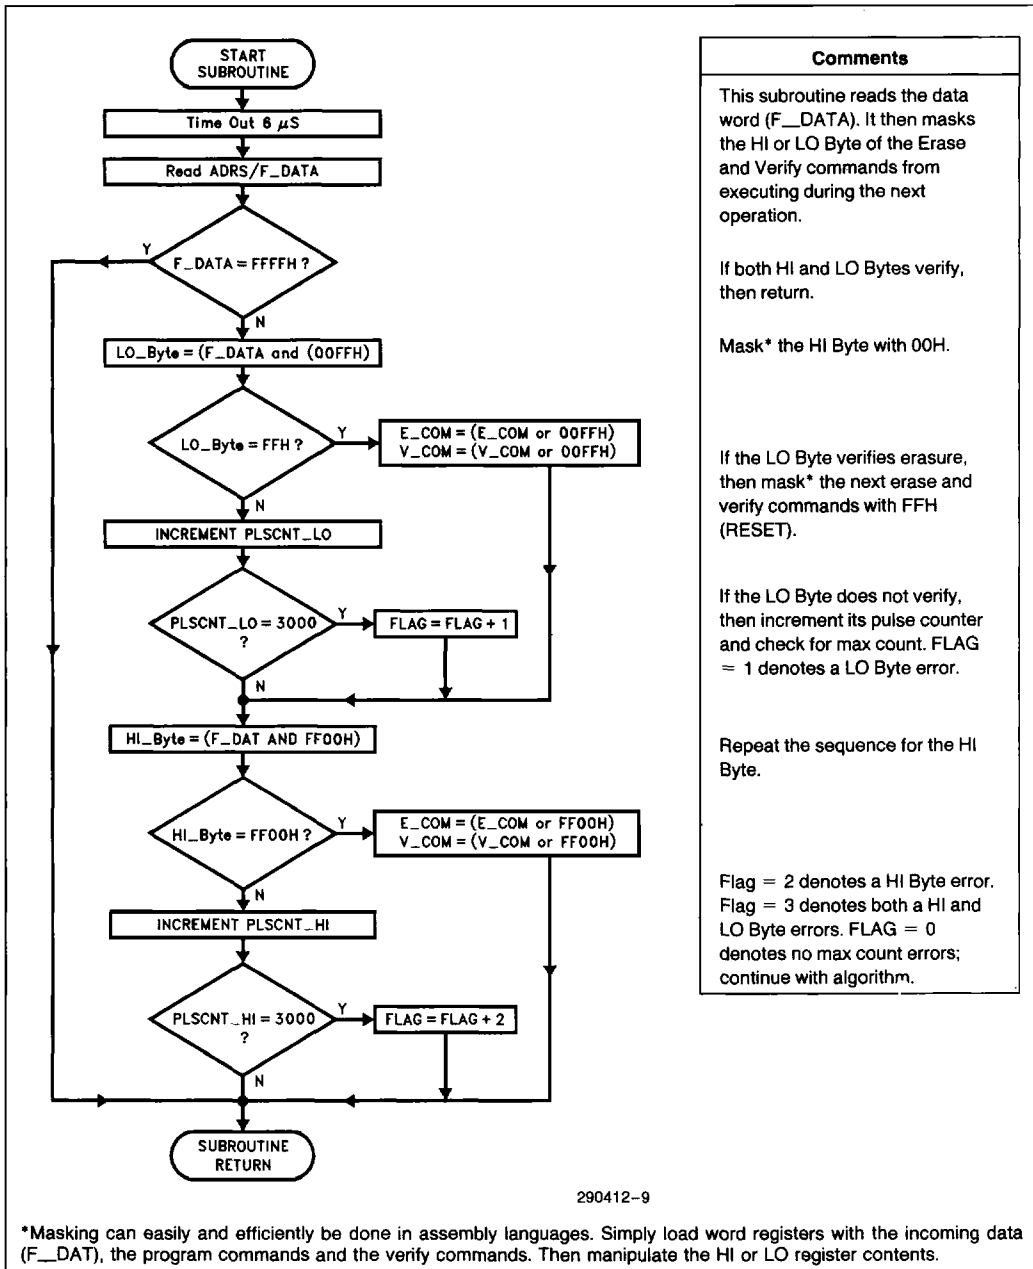 START
SUBROUTINE
Time Out 6 μS
Read ADRS/F_DATA
Y
F_DATA = FFFFH ?
N
LO_Byte = (F_DATA and (00FFH)
LO_Byte = FFH ?
Y
E_COM = (E_COM or 00FFH)
V_COM = (V_COM or 00FFH)
N
INCREMENT PLSCNT_LO
PLSCNT_LO = 3000
?
Y
FLAG = FLAG + 1
N
HI_Byte = (F_DAT AND FF00H)
HI_Byte = FF00H ?
Y
E_COM = (E_COM or FF00H)
V_COM = (V_COM or FF00H)
N
INCREMENT PLSCNT_HI
PLSCNT_HI = 3000
?
Y
FLAG = FLAG + 2
N
SUBROUTINE
RETURN
290412–9
Comments
This subroutine reads the data
word (F__DATA). It then masks
the HI or LO Byte of the Erase
and Verify commands from
executing during the next
operation.
If both HI and LO Bytes verify,
then return.
Mask* the HI Byte with 00H.
If the LO Byte verifies erasure,
then mask* the next erase and
verify commands with FFH
(RESET).
If the LO Byte does not verify,
then increment its pulse counter
and check for max count. FLAG
= 1 denotes a LO Byte error.
Repeat the sequence for the HI
Byte.
Flag = 2 denotes a HI Byte error.
Flag = 3 denotes both a HI and
LO Byte errors. FLAG = 0
denotes no max count errors;
continue with algorithm.
*Masking can easily and efficiently be done in assembly languages. Simply load word registers with the incoming data
(F__DAT), the program commands and the verify commands. Then manipulate the HI or LO register contents.